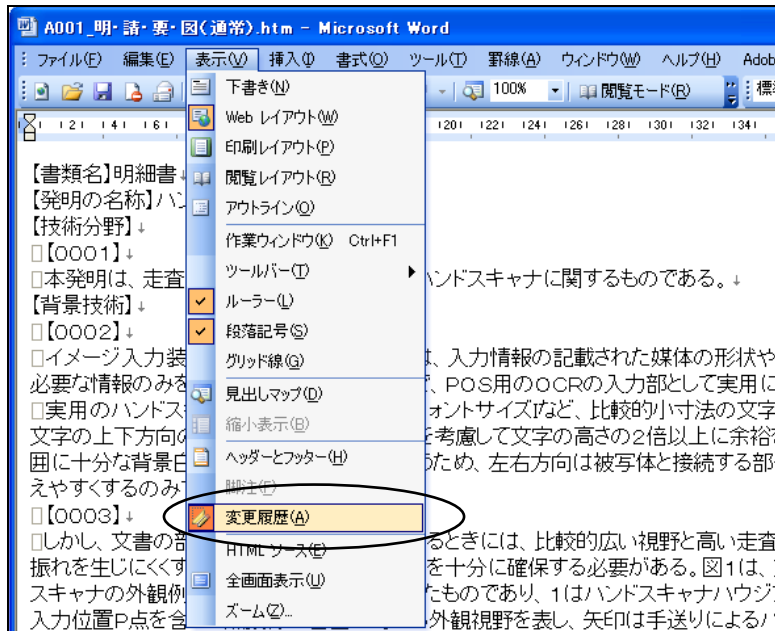 A001_明・請・要・図(通常).htm - Microsoft Word
ファイル(F) 編集(E) 表示(V) 挿入(I) 書式(O) ツール(T) 罫線(A) ウィンドウ(W) ヘルプ(H) Adob
100% 閲覧モード(R) 標
121 141 161 1201 1221 1241 1261 1281 1301 1321 1341
下書き(N)
Web レイアウト(W)
印刷レイアウト(P)
閲覧レイアウト(R)
アウトライン(O)
作業ウィンドウ(K) Ctrl+F1
ツールバー(T)
ルーラー(L)
段落記号(S)
グリッド線(G)
見出しマップ(D)
縮小表示(B)
ヘッダーとフッター(H)
脚注(F)
変更履歴(A)
HTML ソース(E)
全画面表示(U)
ズーム(Z)...
【書類名】明細書↓
【発明の名称】ハン
【技術分野】↓
□【0001】↓
□本発明は、走査 ハンドスキャナに関するものである。↓
【背景技術】↓
□【0002】↓
□イメージ入力装 は、入力情報の記載された媒体の形状や
必要な情報のみを で、POS用のOCRの入力部として実用に
□実用のハンドス ォントサイズIなど、比較的小寸法の文字
文字の上下方向の を考慮して文字の高さの2倍以上に余裕
囲に十分な背景白 のため、左右方向は被写体と接続する部
えやすくするのみ
□【0003】↓
□しかし、文書の部 るときには、比較的広い視野と高い走査
振れを生じにくくす を十分に確保する必要がある。図1は、
スキャナの外観例 たものであり、1はハンドスキャナハウジ
入力位置P点を含 外観視野を表し、矢印は手送りによるハ